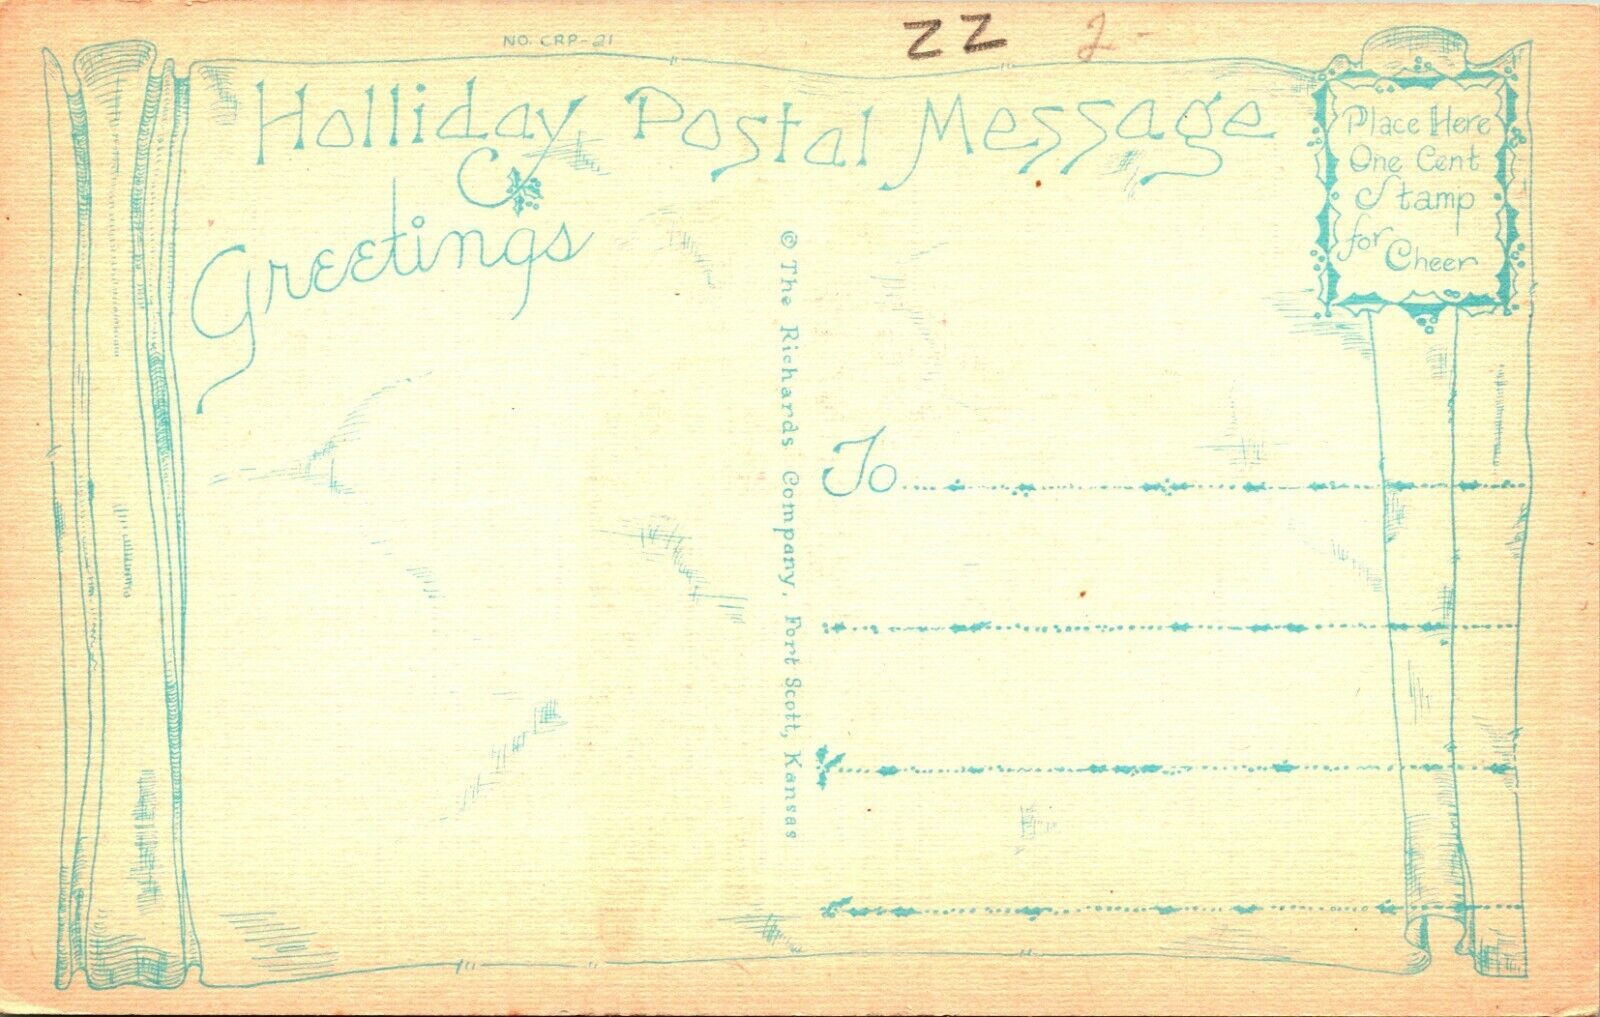 NO. CRP-21
ZZ 2-
Holliday Postal Message
Greetings
Place Here
One Cent
Stamp
for Cheer
© The Richards Company, Fort Scott, Kansas
To